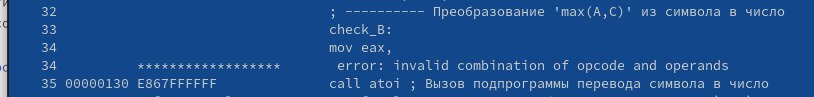 32 ; ---------- Преобразование 'max(A,C)' из символа в число
33 check_B:
34 mov eax,
34 ****************** error: invalid combination of opcode and operands
35 00000130 E867FFFFFF call atoi ; Вызов подпрограммы перевода символа в число